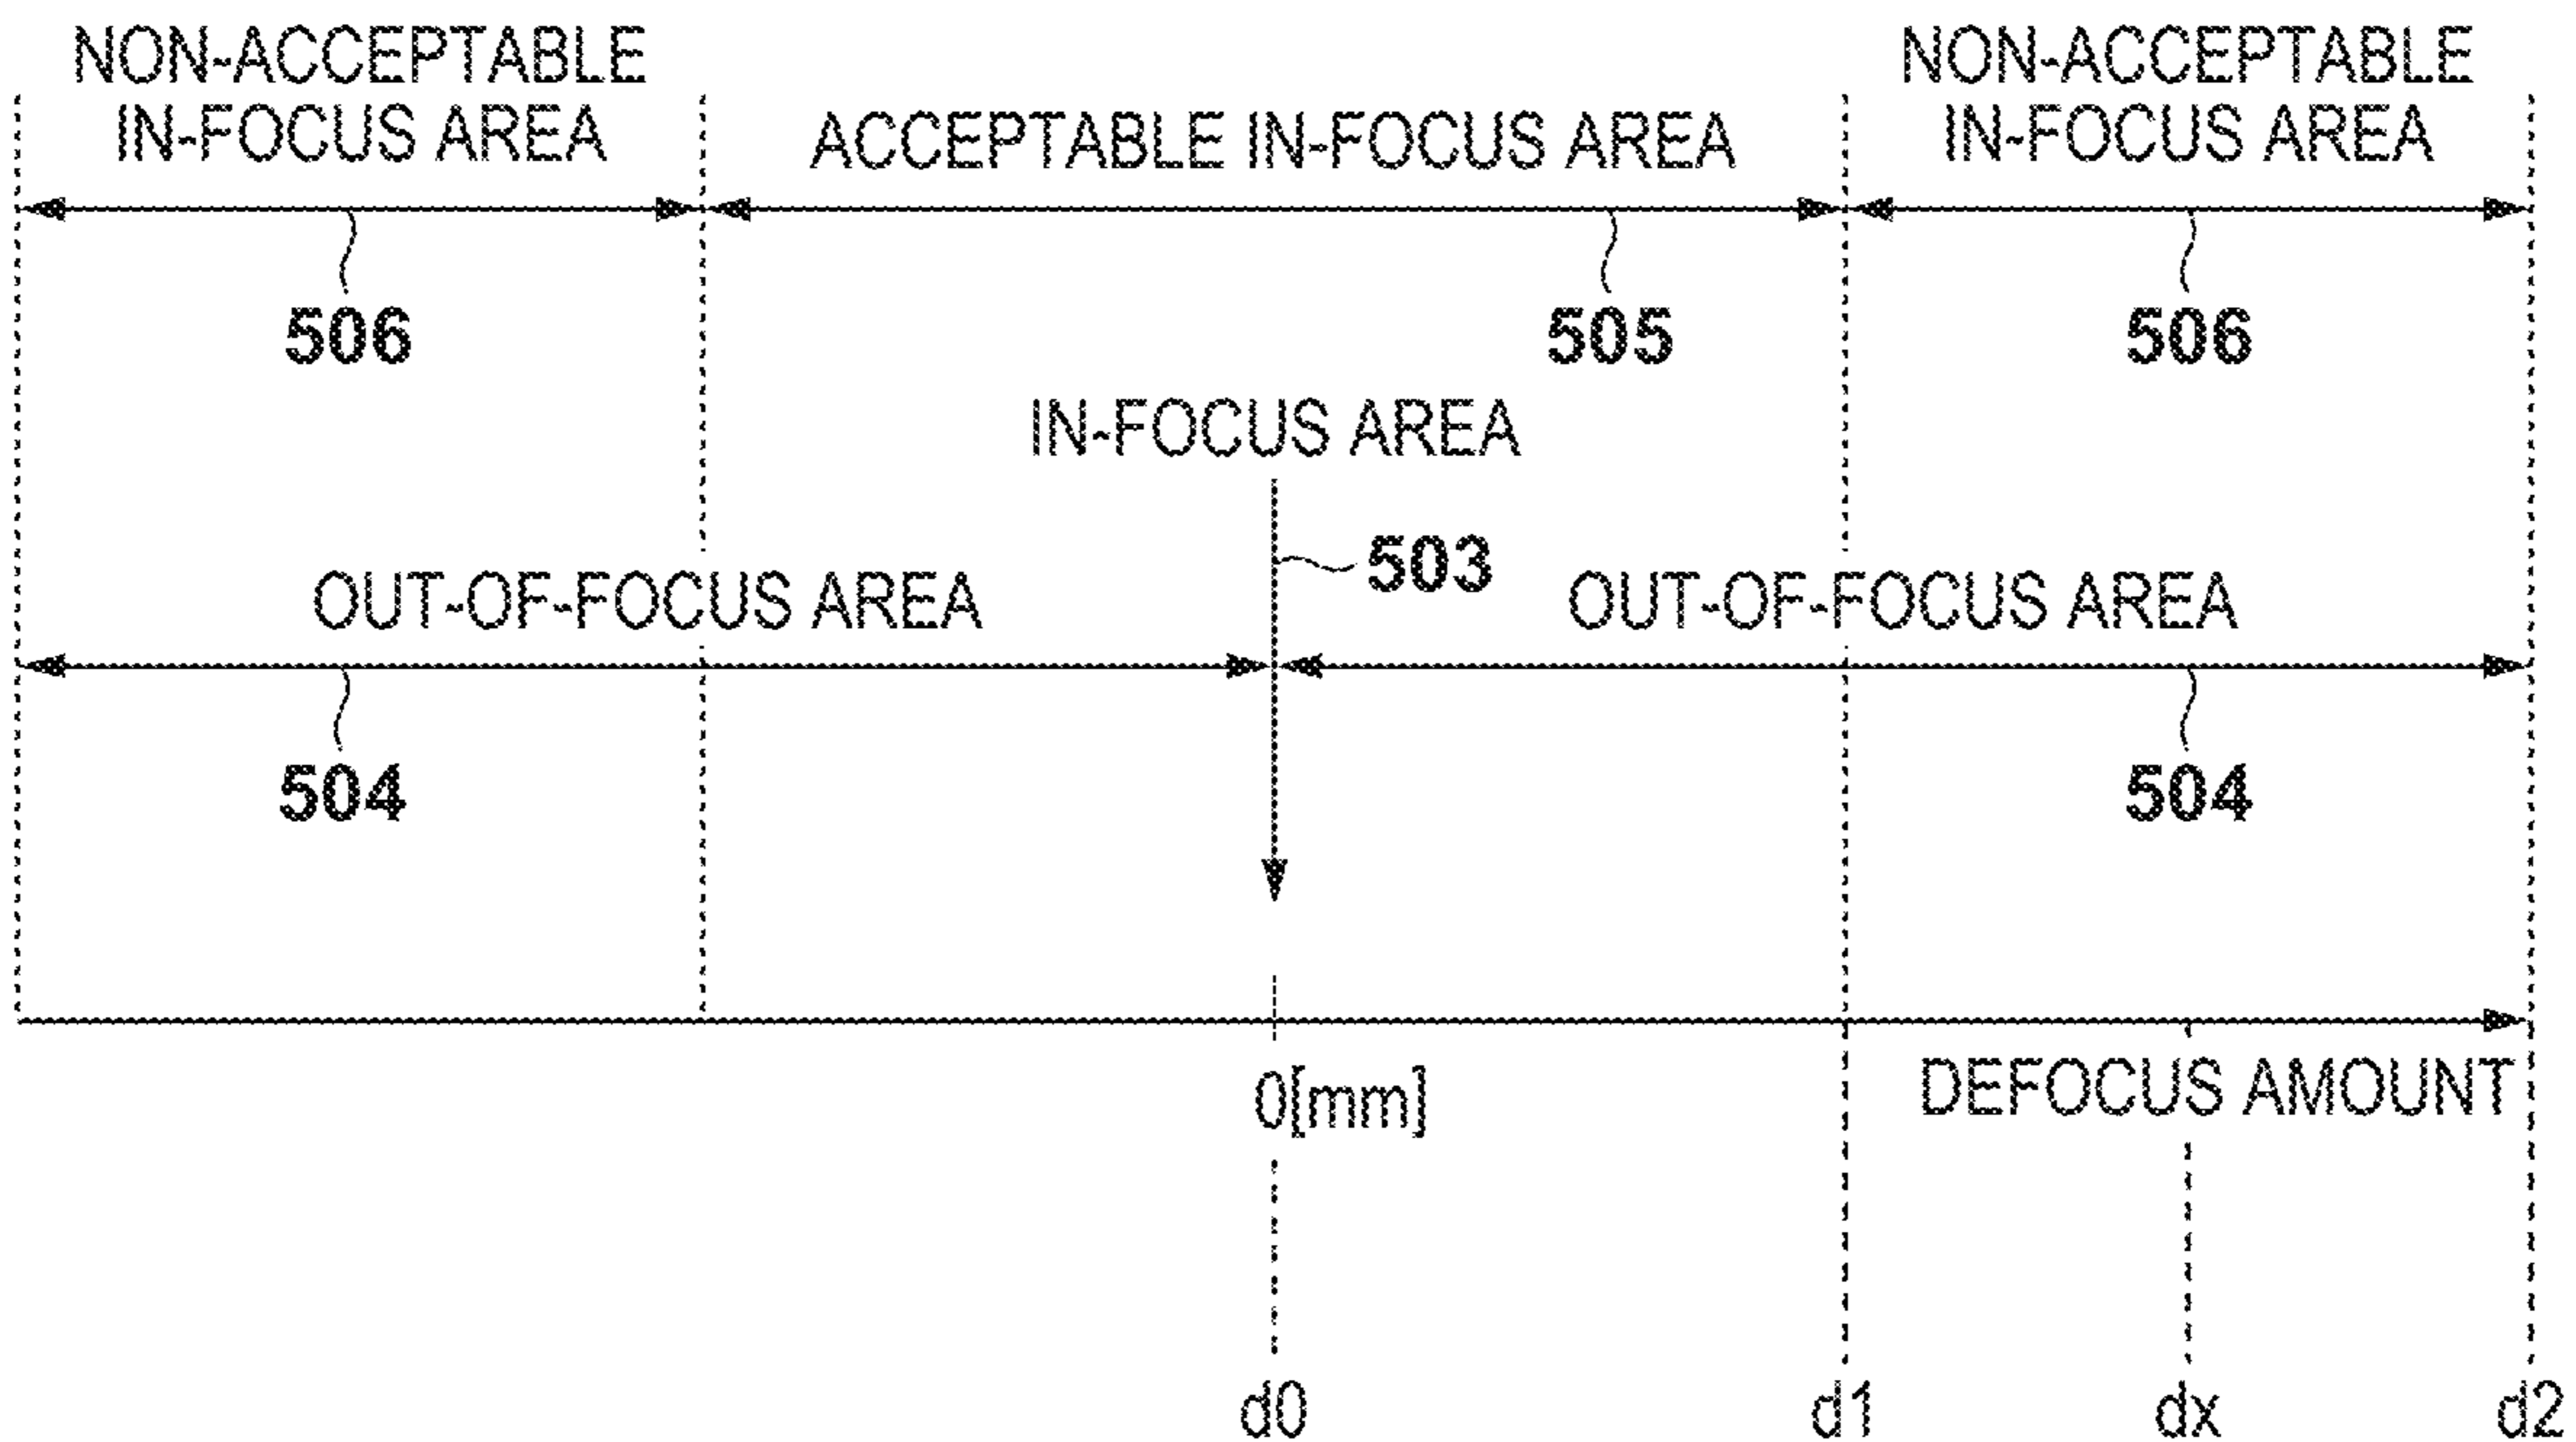 NON-ACCEPTABLE
IN-FOCUS AREA
ACCEPTABLE IN-FOCUS AREA
NON-ACCEPTABLE
IN-FOCUS AREA
506
505
506
IN-FOCUS AREA
503
OUT-OF-FOCUS AREA
OUT-OF-FOCUS AREA
504
504
0[mm]
DEFOCUS AMOUNT
d0
d1
dx
d2